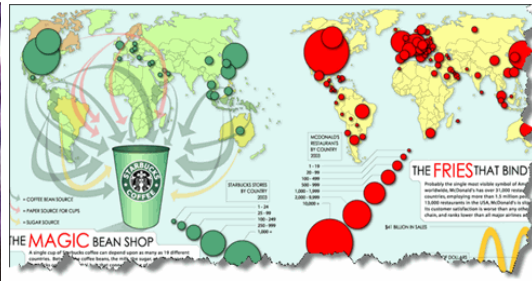 STARBUCKS COFFEE
= COFFEE BEAN SOURCE
= PAPER SOURCE FOR CUPS
= SUGAR SOURCE
STARBUCKS STORES
BY COUNTRY
2003
1 - 24
25 - 99
100 - 249
250 - 999
1,000 +
THE MAGIC BEAN SHOP
A single cup of Starbucks coffee can depend upon as many as 19 different
MCDONALD'S
RESTAURANTS
BY COUNTRY
2003
1 - 19
20 - 99
100 - 499
500 - 999
1,000 - 1,999
2,000 - 9,999
10,000 +
THE FRIES THAT BIND
Probably the single most visible symbol of
worldwide, McDonald's has over 31,000
countries, employing more than 1.5 million
13,000 restaurants in the USA, McDonald's is
Its customer satisfaction is worse than any other
chain, and ranks lower than all major airlines
$41 BILLION IN SALES
OF DOLLARS